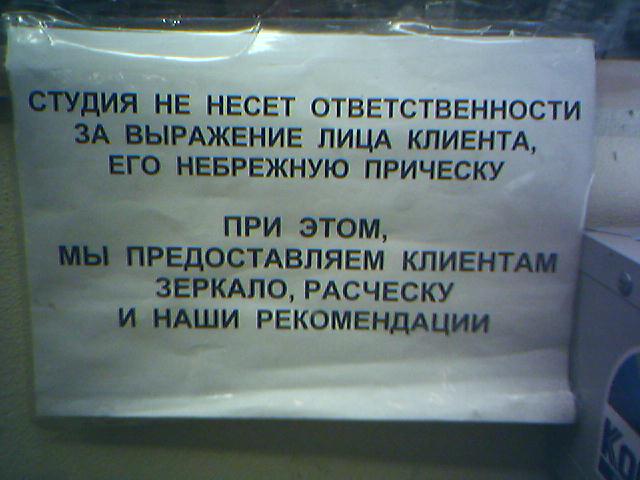 СТУДИЯ НЕ НЕСЕТ ОТВЕТСТВЕННОСТИ
ЗА ВЫРАЖЕНИЕ ЛИЦА КЛИЕНТА,
ЕГО НЕБРЕЖНУЮ ПРИЧЕСКУ
ПРИ ЭТОМ,
МЫ ПРЕДОСТАВЛЯЕМ КЛИЕНТАМ
ЗЕРКАЛО, РАСЧЕСКУ
И НАШИ РЕКОМЕНДАЦИИ